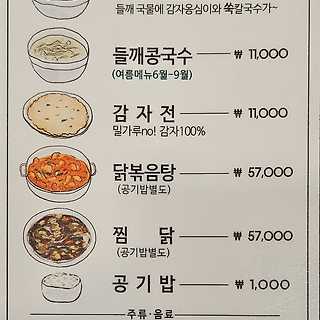 들깨 국물에 감자옹심이와 쑥칼국수가~
들깨콩국수 ₩ 11,000
(여름메뉴6월-9월)
감자전 ₩ 11,000
밀가루no! 감자100%
닭볶음탕 ₩ 57,000
(공기밥별도)
찜닭 ₩ 57,000
(공기밥별도)
공기밥 ₩ 1,000
주류·음료